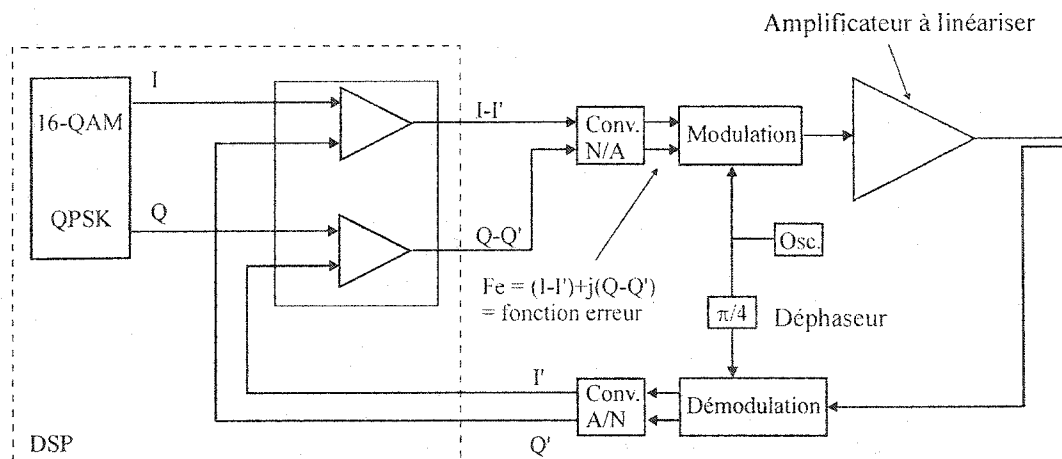 Amplificateur à linéariser
I
I-I'
16-QAM
Conv.
N/A
Modulation
QPSK
Q
Q-Q'
Osc.
Fe = (I-I')+j(Q-Q')
= fonction erreur
π/4
Déphaseur
I'
Conv.
A/N
Démodulation
DSP
Q'